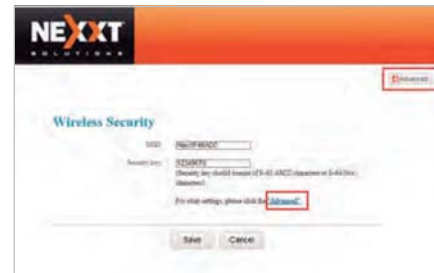 NEXXT
SOLUTIONS
Advanced
Wireless Security
SSID
Security key
(Security key should consist of 8-63 ASCII characters or 8-64 hex
characters)
For other settings, please click the "Advanced"
Save Cancel